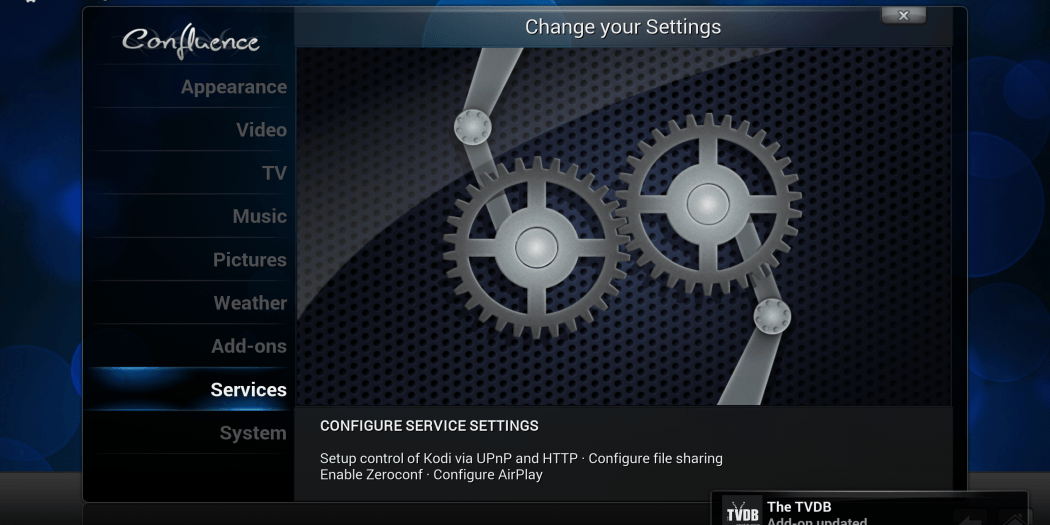 Confluence
Change your Settings
Appearance
Video
TV
Music
Pictures
Weather
Add-ons
Services
System
CONFIGURE SERVICE SETTINGS
Setup control of Kodi via UPnP and HTTP · Configure file sharing
Enable Zeroconf · Configure AirPlay
TVDB
The TVDB
Add-on updated